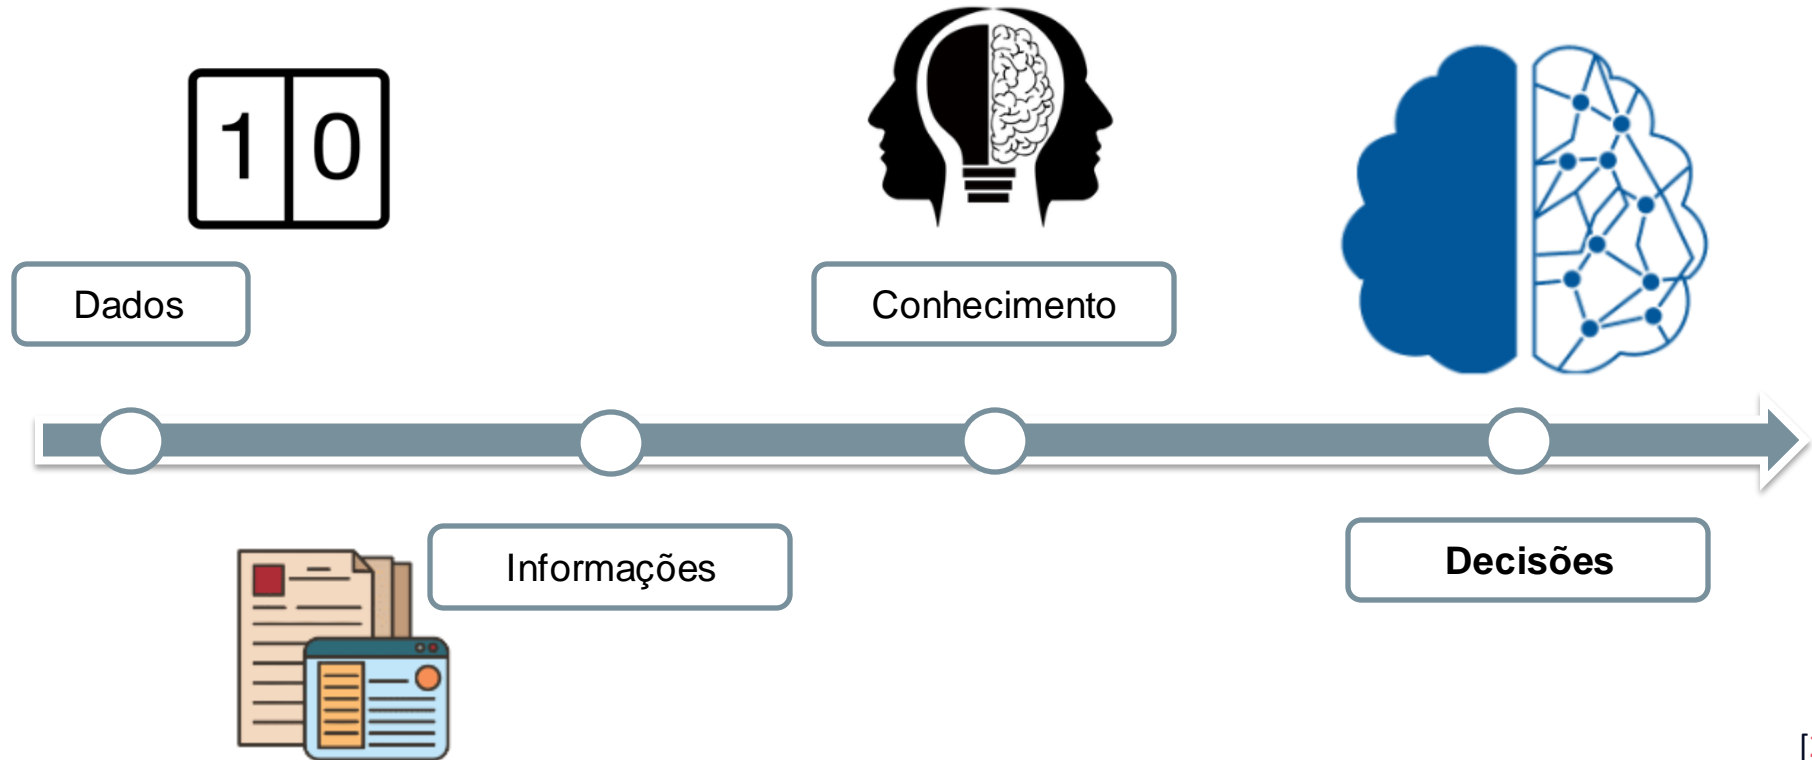 1 0
Dados
Conhecimento
Informações
Decisões